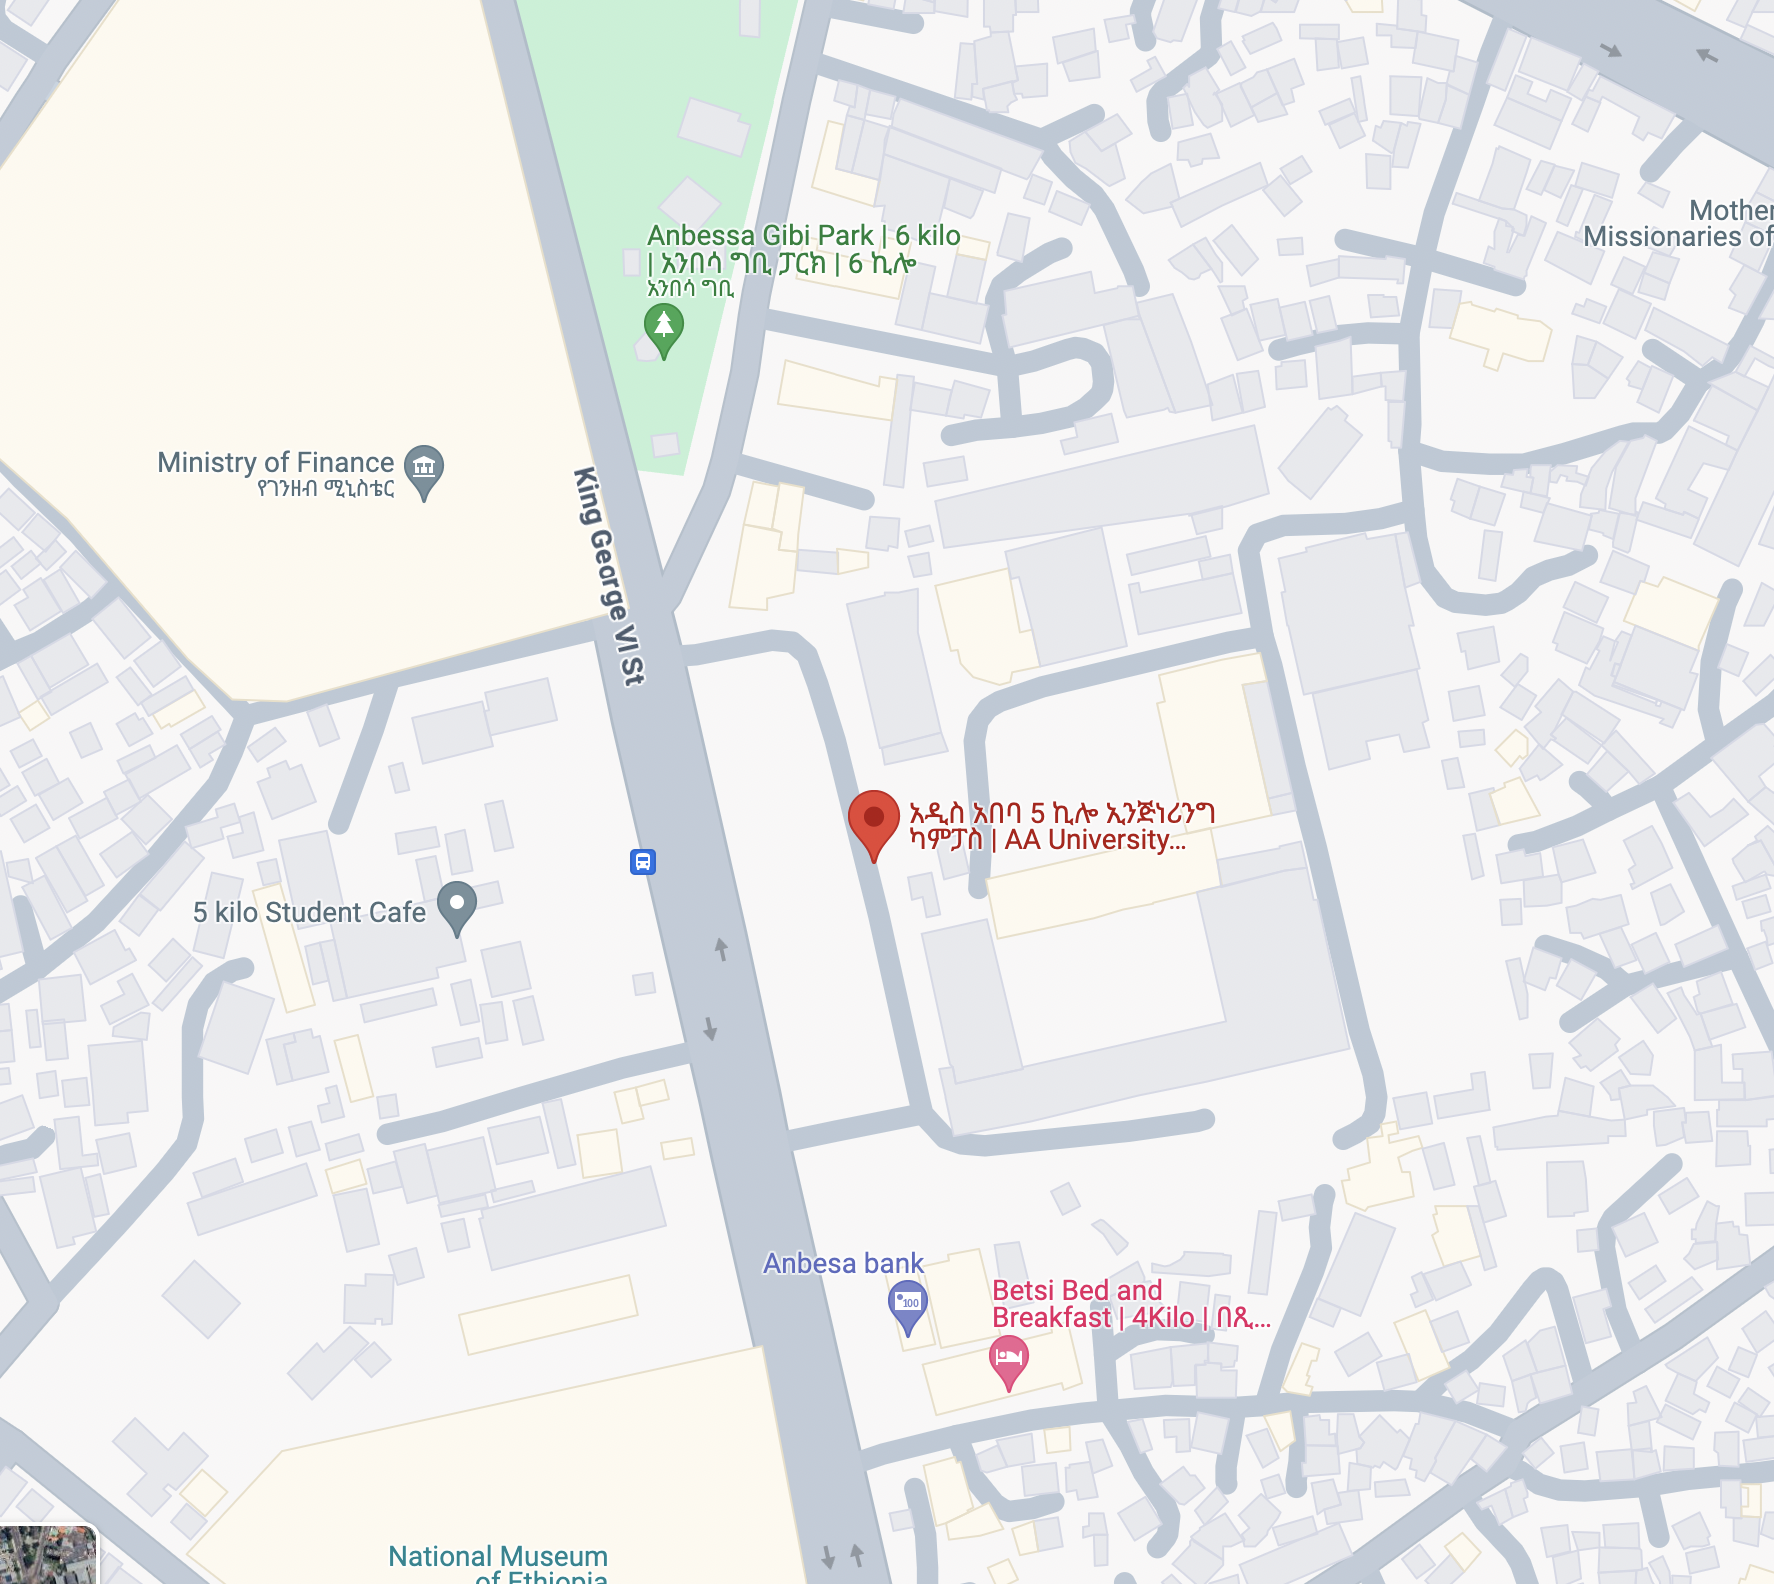 Mother
Missionaries of
Anbessa Gibi Park | 6 kilo
| አንበሳ ግቢ ፓርክ | 6 ኪሎ
አንበሳ ግቢ
Ministry of Finance
የገንዘብ ሚኒስቴር
King George VI St
አዲስ አበባ 5 ኪሎ ኢንጅነሪንግ
ካምፓስ | AA University...
5 kilo Student Cafe
Anbesa bank
100
Betsi Bed and
Breakfast | 4Kilo | በጺ...
National Museum
of Ethiopia